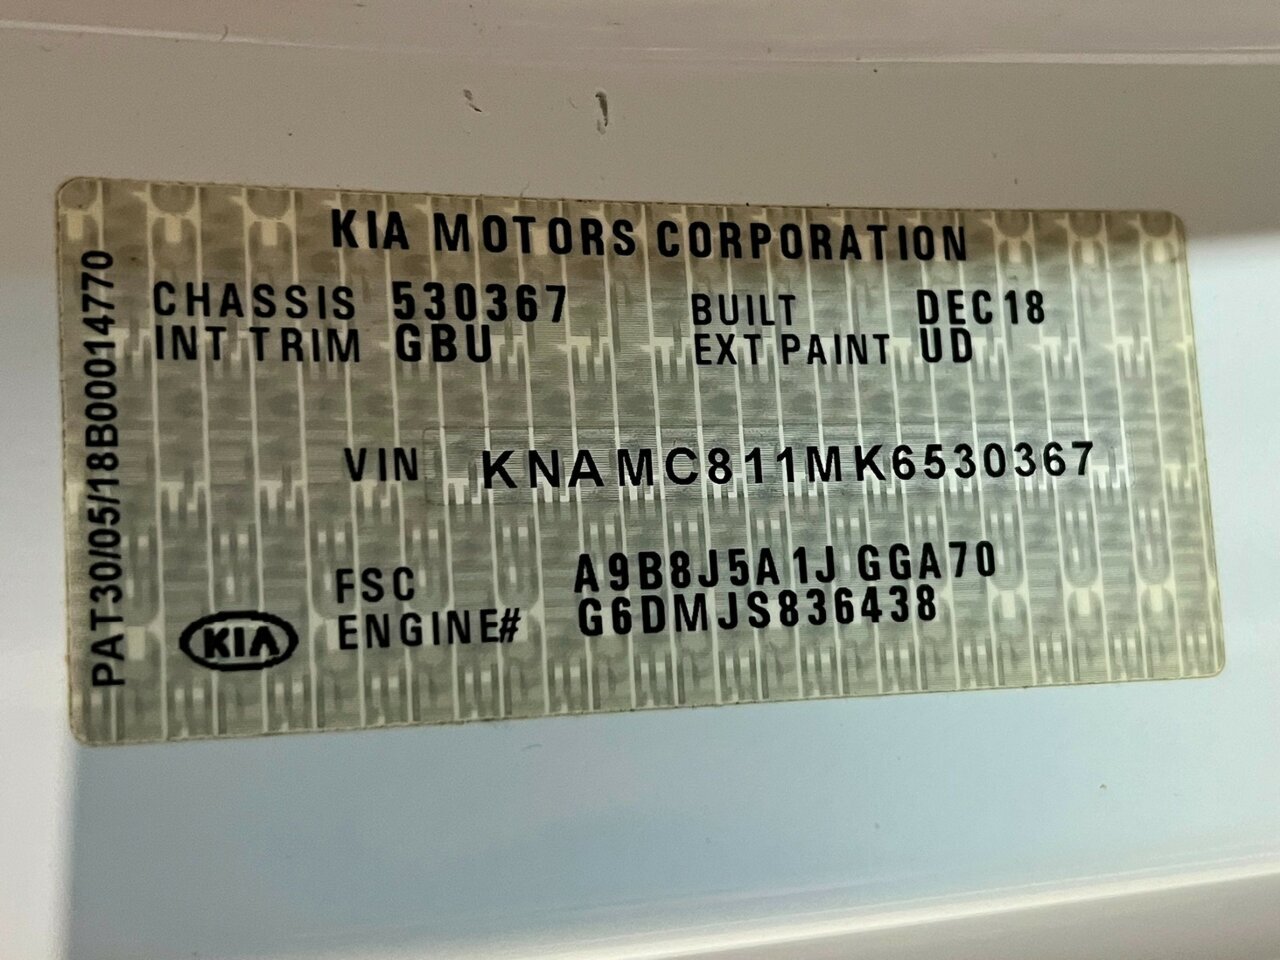 KIA MOTORS CORPORATION
CHASSIS 530367 BUILT DEC18
INT TRIM GBU EXT PAINT UD
VIN KNAMC811MK6530367
FSC A9B8J5A1J GGA70
ENGINE# G6DMJS836438
KIA
PAT30/05/18B00014770